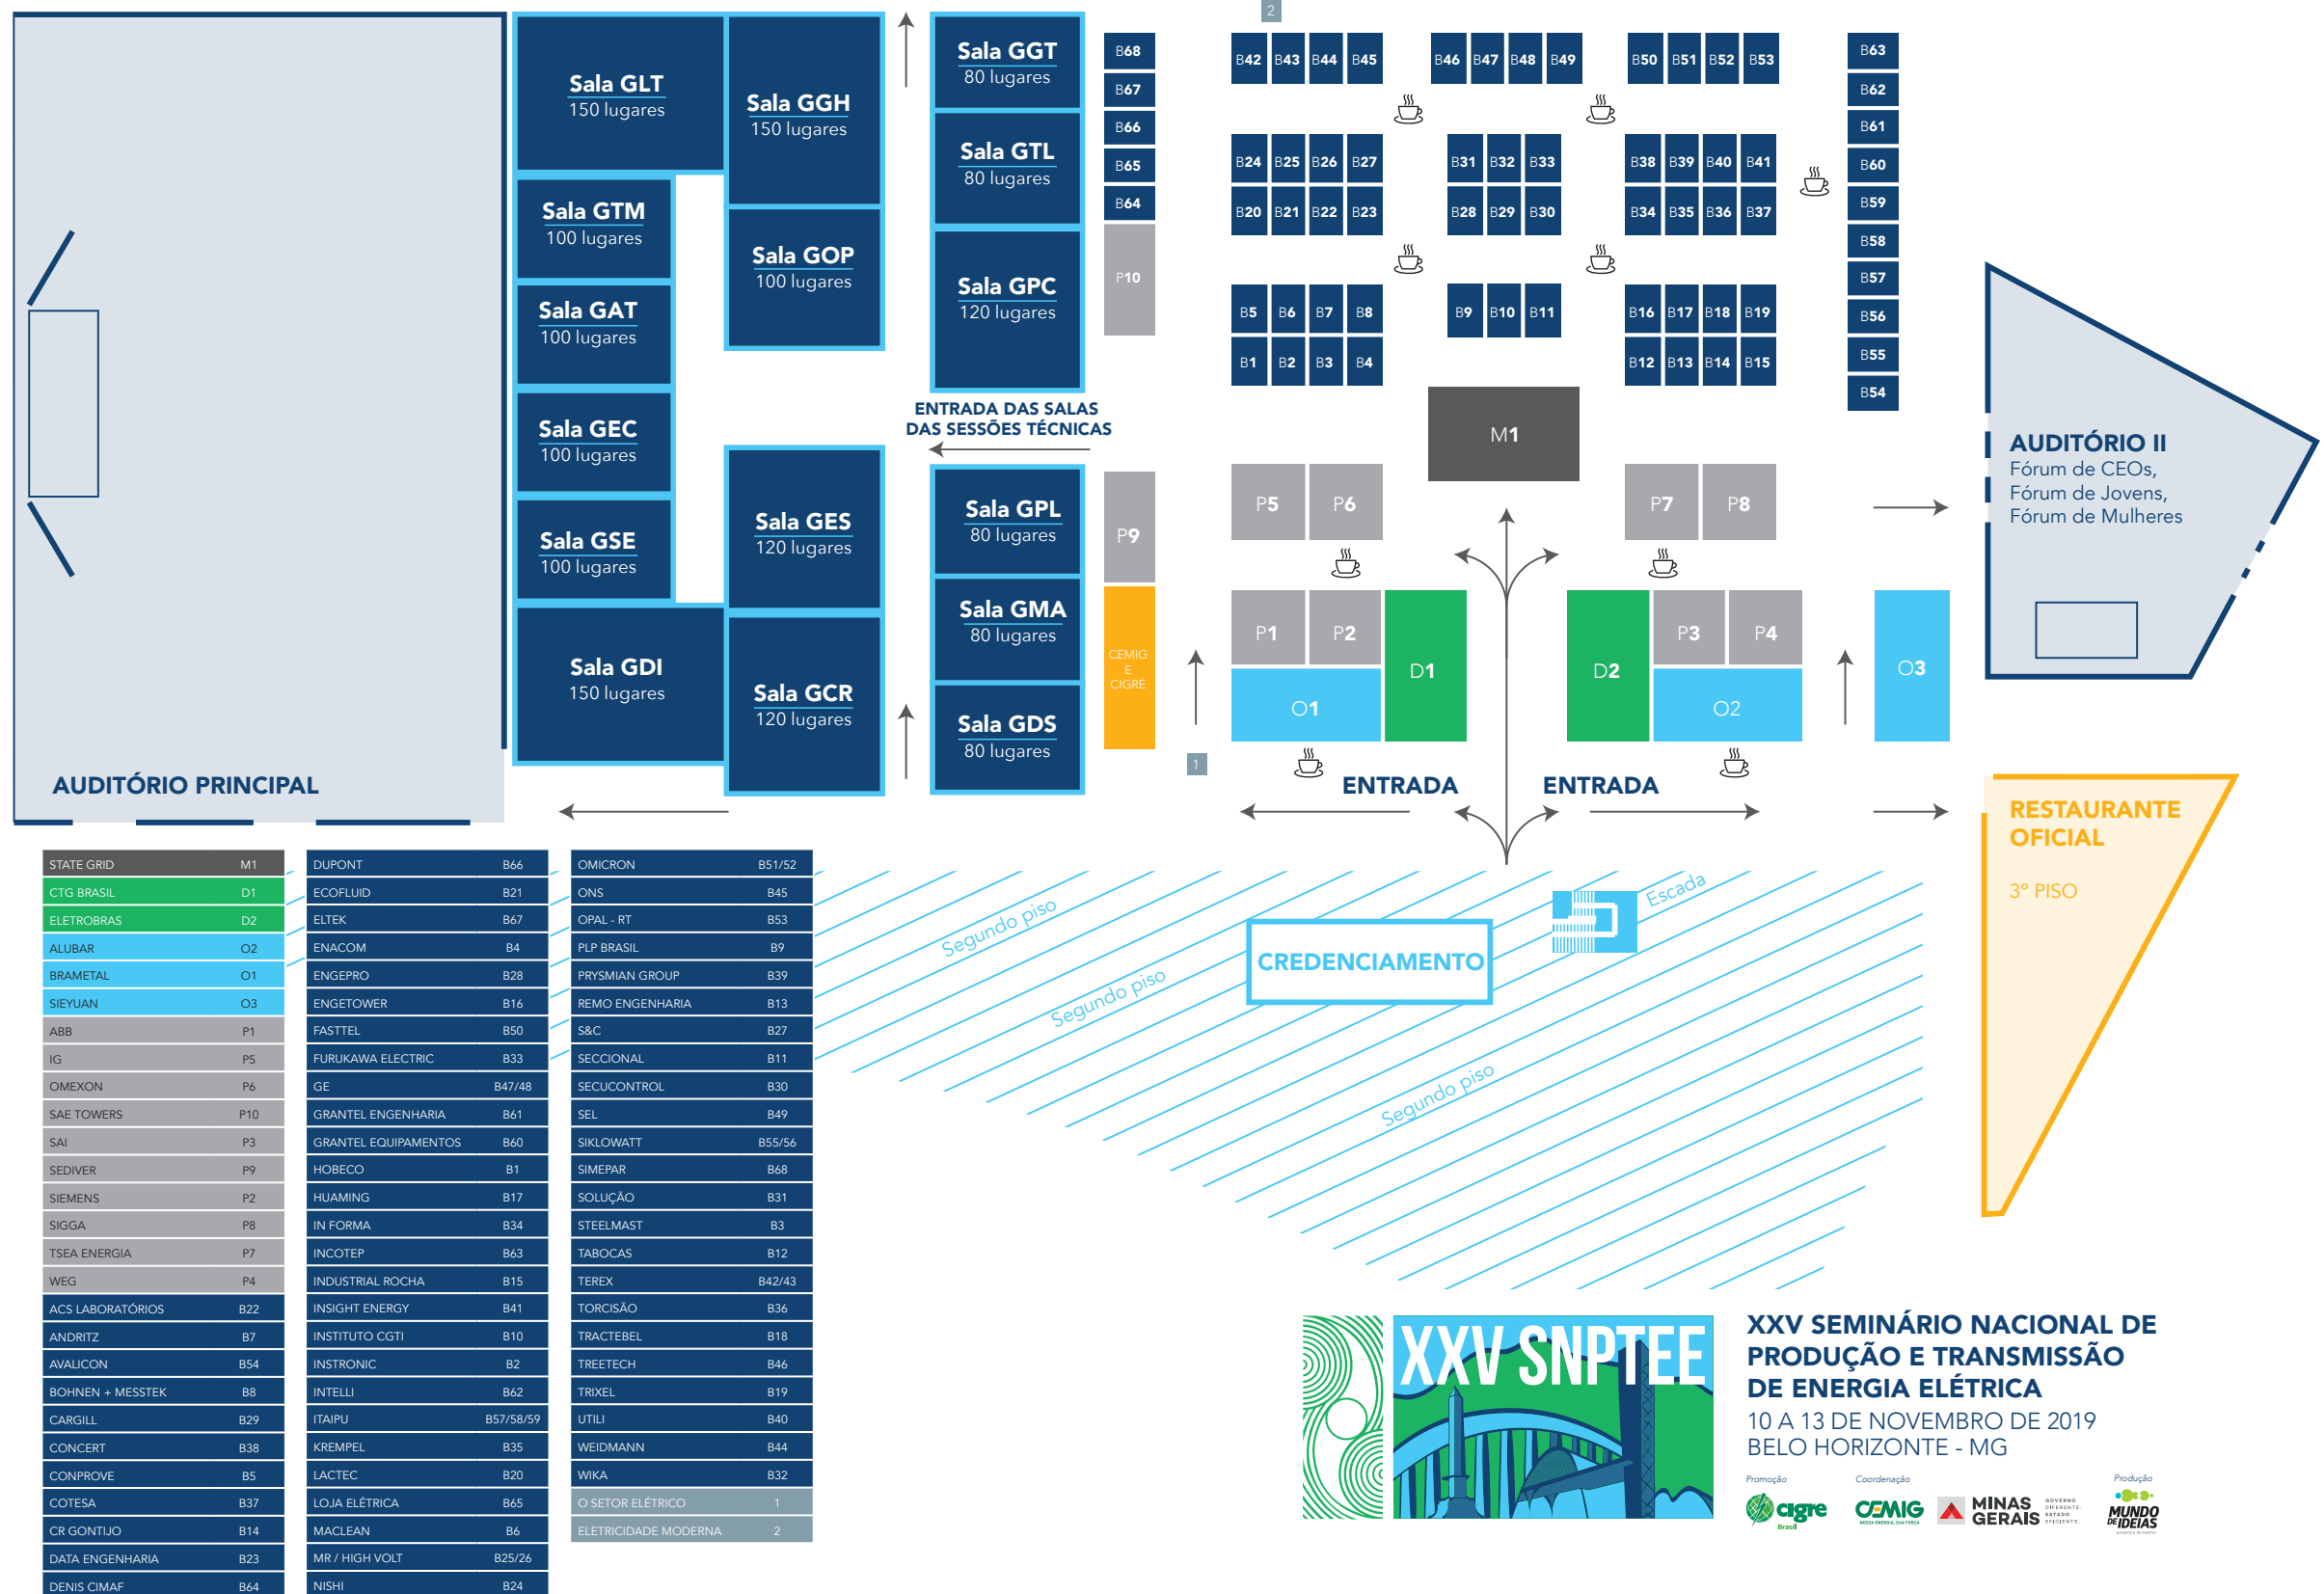 2
Sala GLT
150 lugares
Sala GGH
150 lugares
Sala GTM
100 lugares
Sala GOP
100 lugares
Sala GAT
100 lugares
Sala GEC
100 lugares
Sala GSE
100 lugares
Sala GES
120 lugares
Sala GDI
150 lugares
Sala GCR
120 lugares
AUDITÓRIO PRINCIPAL
Sala GGT
80 lugares
Sala GTL
80 lugares
Sala GPC
120 lugares
ENTRADA DAS SALAS
DAS SESSÕES TÉCNICAS
Sala GPL
80 lugares
Sala GMA
80 lugares
Sala GDS
80 lugares
B68
B67
B66
B65
B64
P10
P9
CEMIG
E
CIGRÉ
1
B42 B43 B44 B45
B46 B47 B48 B49
B50 B51 B52 B53
B24 B25 B26 B27
B31 B32 B33
B38 B39 B40 B41
B20 B21 B22 B23
B28 B29 B30
B34 B35 B36 B37
B5 B6 B7 B8
B9 B10 B11
B16 B17 B18 B19
B1 B2 B3 B4
B12 B13 B14 B15
B63
B62
B61
B60
B59
B58
B57
B56
B55
B54
M1
P5 P6
P7 P8
P1 P2
D1
D2
P3 P4
O1
O2
O3
ENTRADA
ENTRADA
AUDITÓRIO II
Fórum de CEOs,
Fórum de Jovens,
Fórum de Mulheres
RESTAURANTE
OFICIAL
3º PISO
Segundo piso
Segundo piso
Segundo piso
CREDENCIAMENTO
Escada
STATE GRID M1
CTG BRASIL D1
ELETROBRAS D2
ALUBAR O2
BRAMETAL O1
SIEYUAN O3
ABB P1
IG P5
OMEXON P6
SAE TOWERS P10
SAI P3
SEDIVER P9
SIEMENS P2
SIGGA P8
TSEA ENERGIA P7
WEG P4
ACS LABORATÓRIOS B22
ANDRITZ B7
AVALICON B54
BOHNEN + MESSTEK B8
CARGILL B29
CONCERT B38
CONPROVE B5
COTESA B37
CR GONTIJO B14
DATA ENGENHARIA B23
DENIS CIMAF B64
DUPONT B66
ECOFLUID B21
ELTEK B67
ENACOM B4
ENGEPRO B28
ENGETOWER B16
FASTTEL B50
FURUKAWA ELECTRIC B33
GE B47/48
GRANTEL ENGENHARIA B61
GRANTEL EQUIPAMENTOS B60
HOBECO B1
HUAMING B17
IN FORMA B34
INCOTEP B63
INDUSTRIAL ROCHA B15
INSIGHT ENERGY B41
INSTITUTO CGTI B10
INSTRONIC B2
INTELLI B62
ITAIPU B57/58/59
KREMPEL B35
LACTEC B20
LOJA ELÉTRICA B65
MACLEAN B6
MR / HIGH VOLT B25/26
NISHI B24
OMICRON B51/52
ONS B45
OPAL - RT B53
PLP BRASIL B9
PRYSMIAN GROUP B39
REMO ENGENHARIA B13
S&C B27
SECCIONAL B11
SECUCONTROL B30
SEL B49
SIKLOWATT B55/56
SIMEPAR B68
SOLUÇÃO B31
STEELMAST B3
TABOCAS B12
TEREX B42/43
TORCISÃO B36
TRACTEBEL B18
TREETECH B46
TRIXEL B19
UTILI B40
WEIDMANN B44
WIKA B32
O SETOR ELÉTRICO 1
ELETRICIDADE MODERNA 2
XXV SNPTEE
XXV SEMINÁRIO NACIONAL DE
PRODUÇÃO E TRANSMISSÃO
DE ENERGIA ELÉTRICA
10 A 13 DE NOVEMBRO DE 2019
BELO HORIZONTE - MG
Promoção
cigre
Brasil
Coordenação
CEMIG
NOSSA ENERGIA, SUA FORÇA
MINAS
GERAIS
GOVERNO
DIFERENTE.
ESTADO
EFICIENTE.
Produção
MUNDO
DE IDEIAS